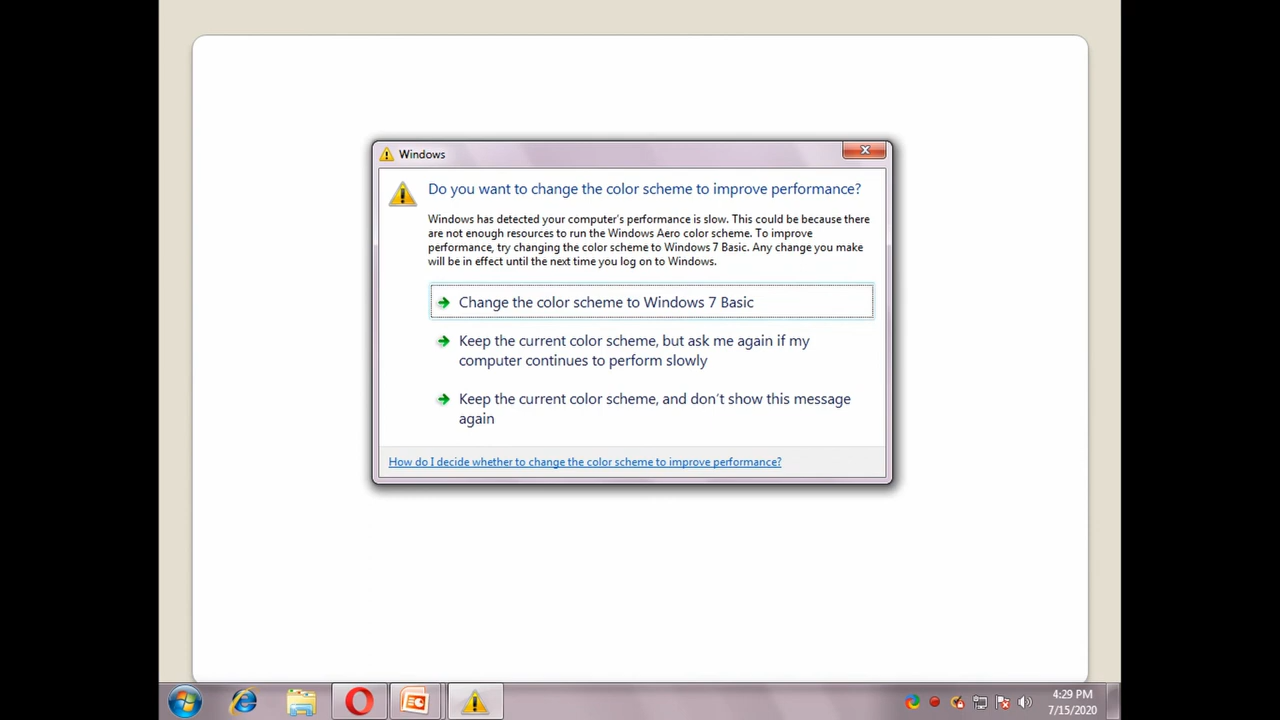 Windows
Do you want to change the color scheme to improve performance?
Windows has detected your computer's performance is slow. This could be because there
are not enough resources to run the Windows Aero color scheme. To improve
performance, try changing the color scheme to Windows 7 Basic. Any change you make
will be in effect until the next time you log on to Windows.
Change the color scheme to Windows 7 Basic
Keep the current color scheme, but ask me again if my
computer continues to perform slowly
Keep the current color scheme, and don't show this message
again
How do I decide whether to change the color scheme to improve performance?
4:29 PM
7/15/2020